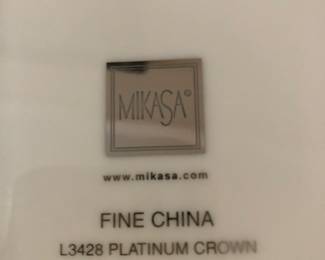 MIKASA®
www.mikasa.com
FINE CHINA
L3428 PLATINUM CROWN